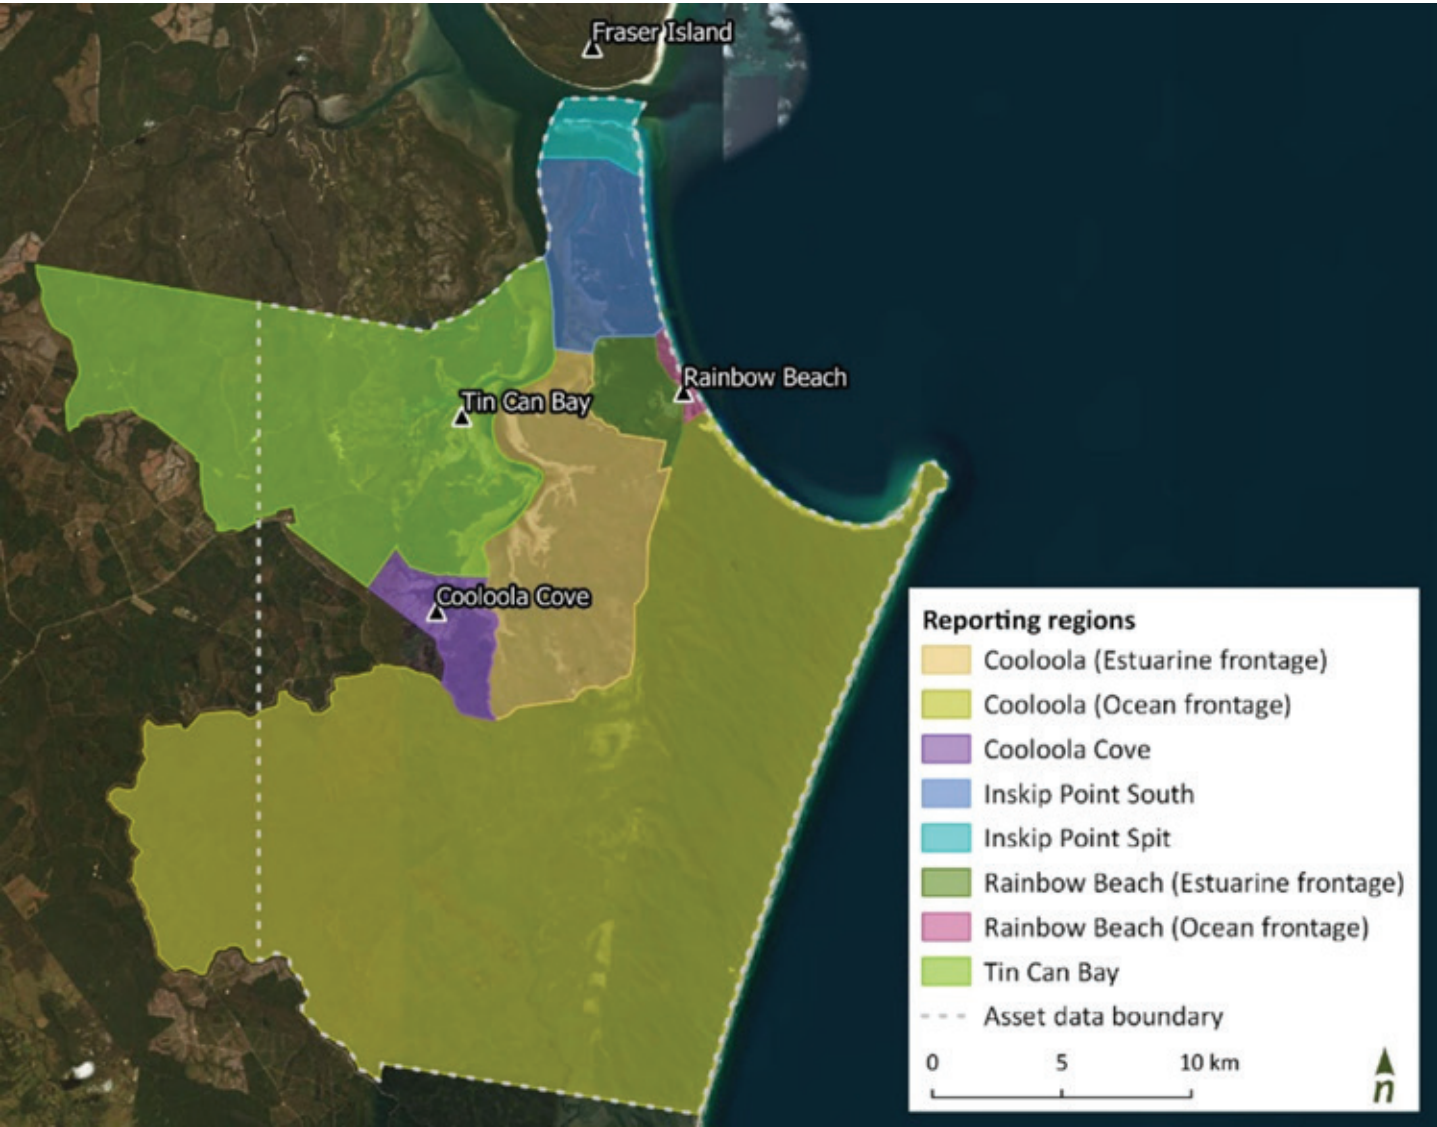 Fraser Island
Rainbow Beach
Tin Can Bay
Cooloola Cove
Reporting regions
Cooloola (Estuarine frontage)
Cooloola (Ocean frontage)
Cooloola Cove
Inskip Point South
Inskip Point Spit
Rainbow Beach (Estuarine frontage)
Rainbow Beach (Ocean frontage)
Tin Can Bay
Asset data boundary
0 5 10 km
n